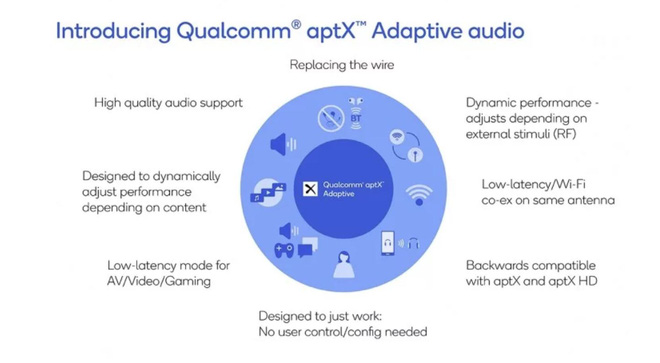 Introducing Qualcomm® aptX™ Adaptive audio
Replacing the wire
High quality audio support
BT
Dynamic performance -
adjusts depending on
external stimuli (RF)
Designed to dynamically
adjust performance
depending on content
Qualcomm® aptX™
Adaptive
Low-latency/Wi-Fi
co-ex on same antenna
Low-latency mode for
AV/Video/Gaming
Backwards compatible
with aptX and aptX HD
Designed to just work:
No user control/config needed